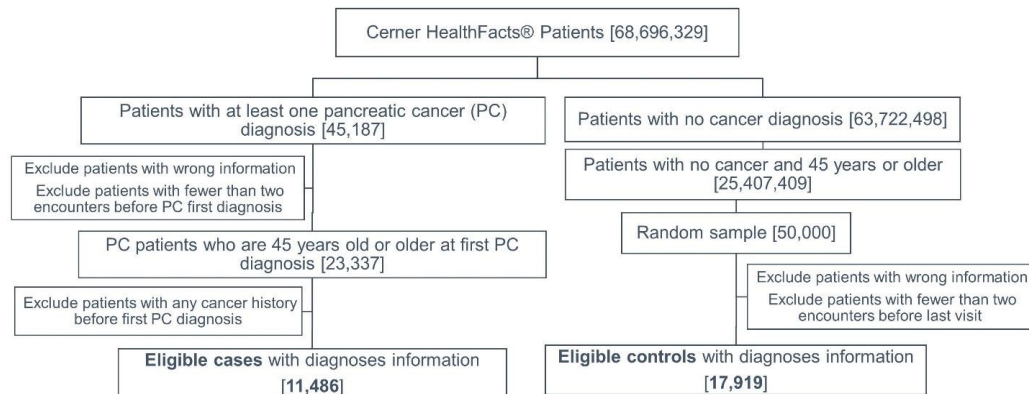 Cerner HealthFacts® Patients [68,696,329]
Patients with at least one pancreatic cancer (PC)
diagnosis [45,187]
Patients with no cancer diagnosis [63,722,498]
Exclude patients with wrong information
Exclude patients with fewer than two
encounters before PC first diagnosis
Patients with no cancer and 45 years or older
[25,407,409]
PC patients who are 45 years old or older at first PC
diagnosis [23,337]
Random sample [50,000]
Exclude patients with any cancer history
before first PC diagnosis
Exclude patients with wrong information
Exclude patients with fewer than two
encounters before last visit
Eligible cases with diagnoses information
[11,486]
Eligible controls with diagnoses information
[17,919]